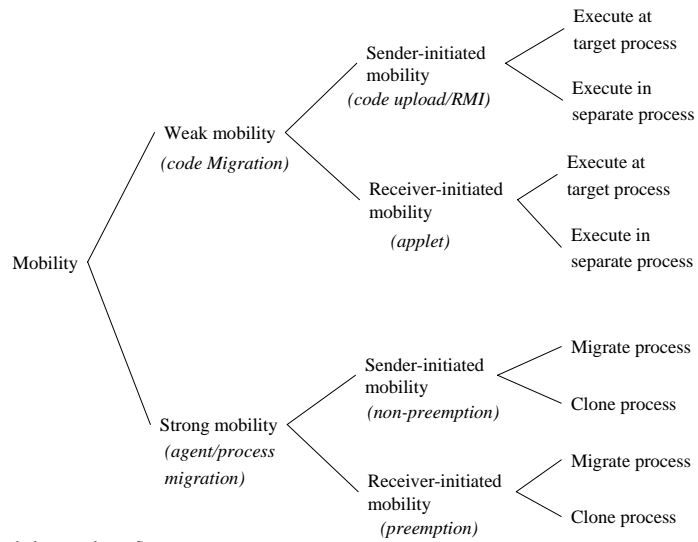 Execute at
target process
Sender-initiated
mobility
(code upload/RMI)
Execute in
separate process
Weak mobility
(code Migration)
Execute at
target process
Receiver-initiated
mobility
(applet)
Execute in
separate process
Mobility
Sender-initiated
mobility
(non-preemption)
Migrate process
Clone process
Strong mobility
(agent/process
migration)
Receiver-initiated
mobility
(preemption)
Migrate process
Clone process